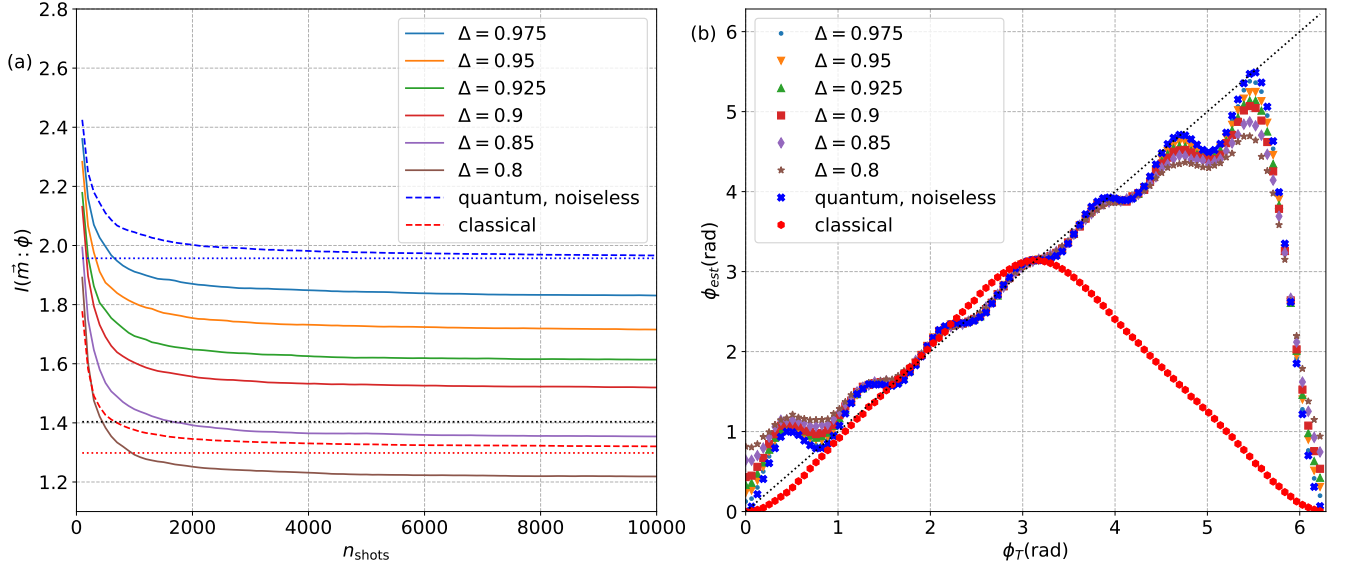 (a)
I(m⃗ : ϕ)
2.8
2.6
2.4
2.2
2.0
1.8
1.6
1.4
1.2
0
2000
4000
6000
8000
10000
n_shots
Δ = 0.975
Δ = 0.95
Δ = 0.925
Δ = 0.9
Δ = 0.85
Δ = 0.8
quantum, noiseless
classical
(b)
ϕ_est(rad)
6
5
4
3
2
1
0
0
1
2
3
4
5
6
ϕ_T(rad)
Δ = 0.975
Δ = 0.95
Δ = 0.925
Δ = 0.9
Δ = 0.85
Δ = 0.8
quantum, noiseless
classical